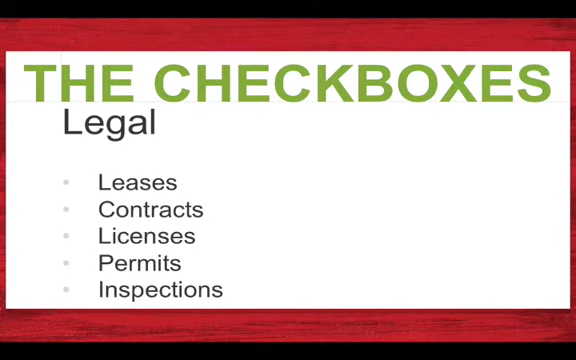 THE CHECKBOXES
Legal
Leases
Contracts
Licenses
Permits
Inspections